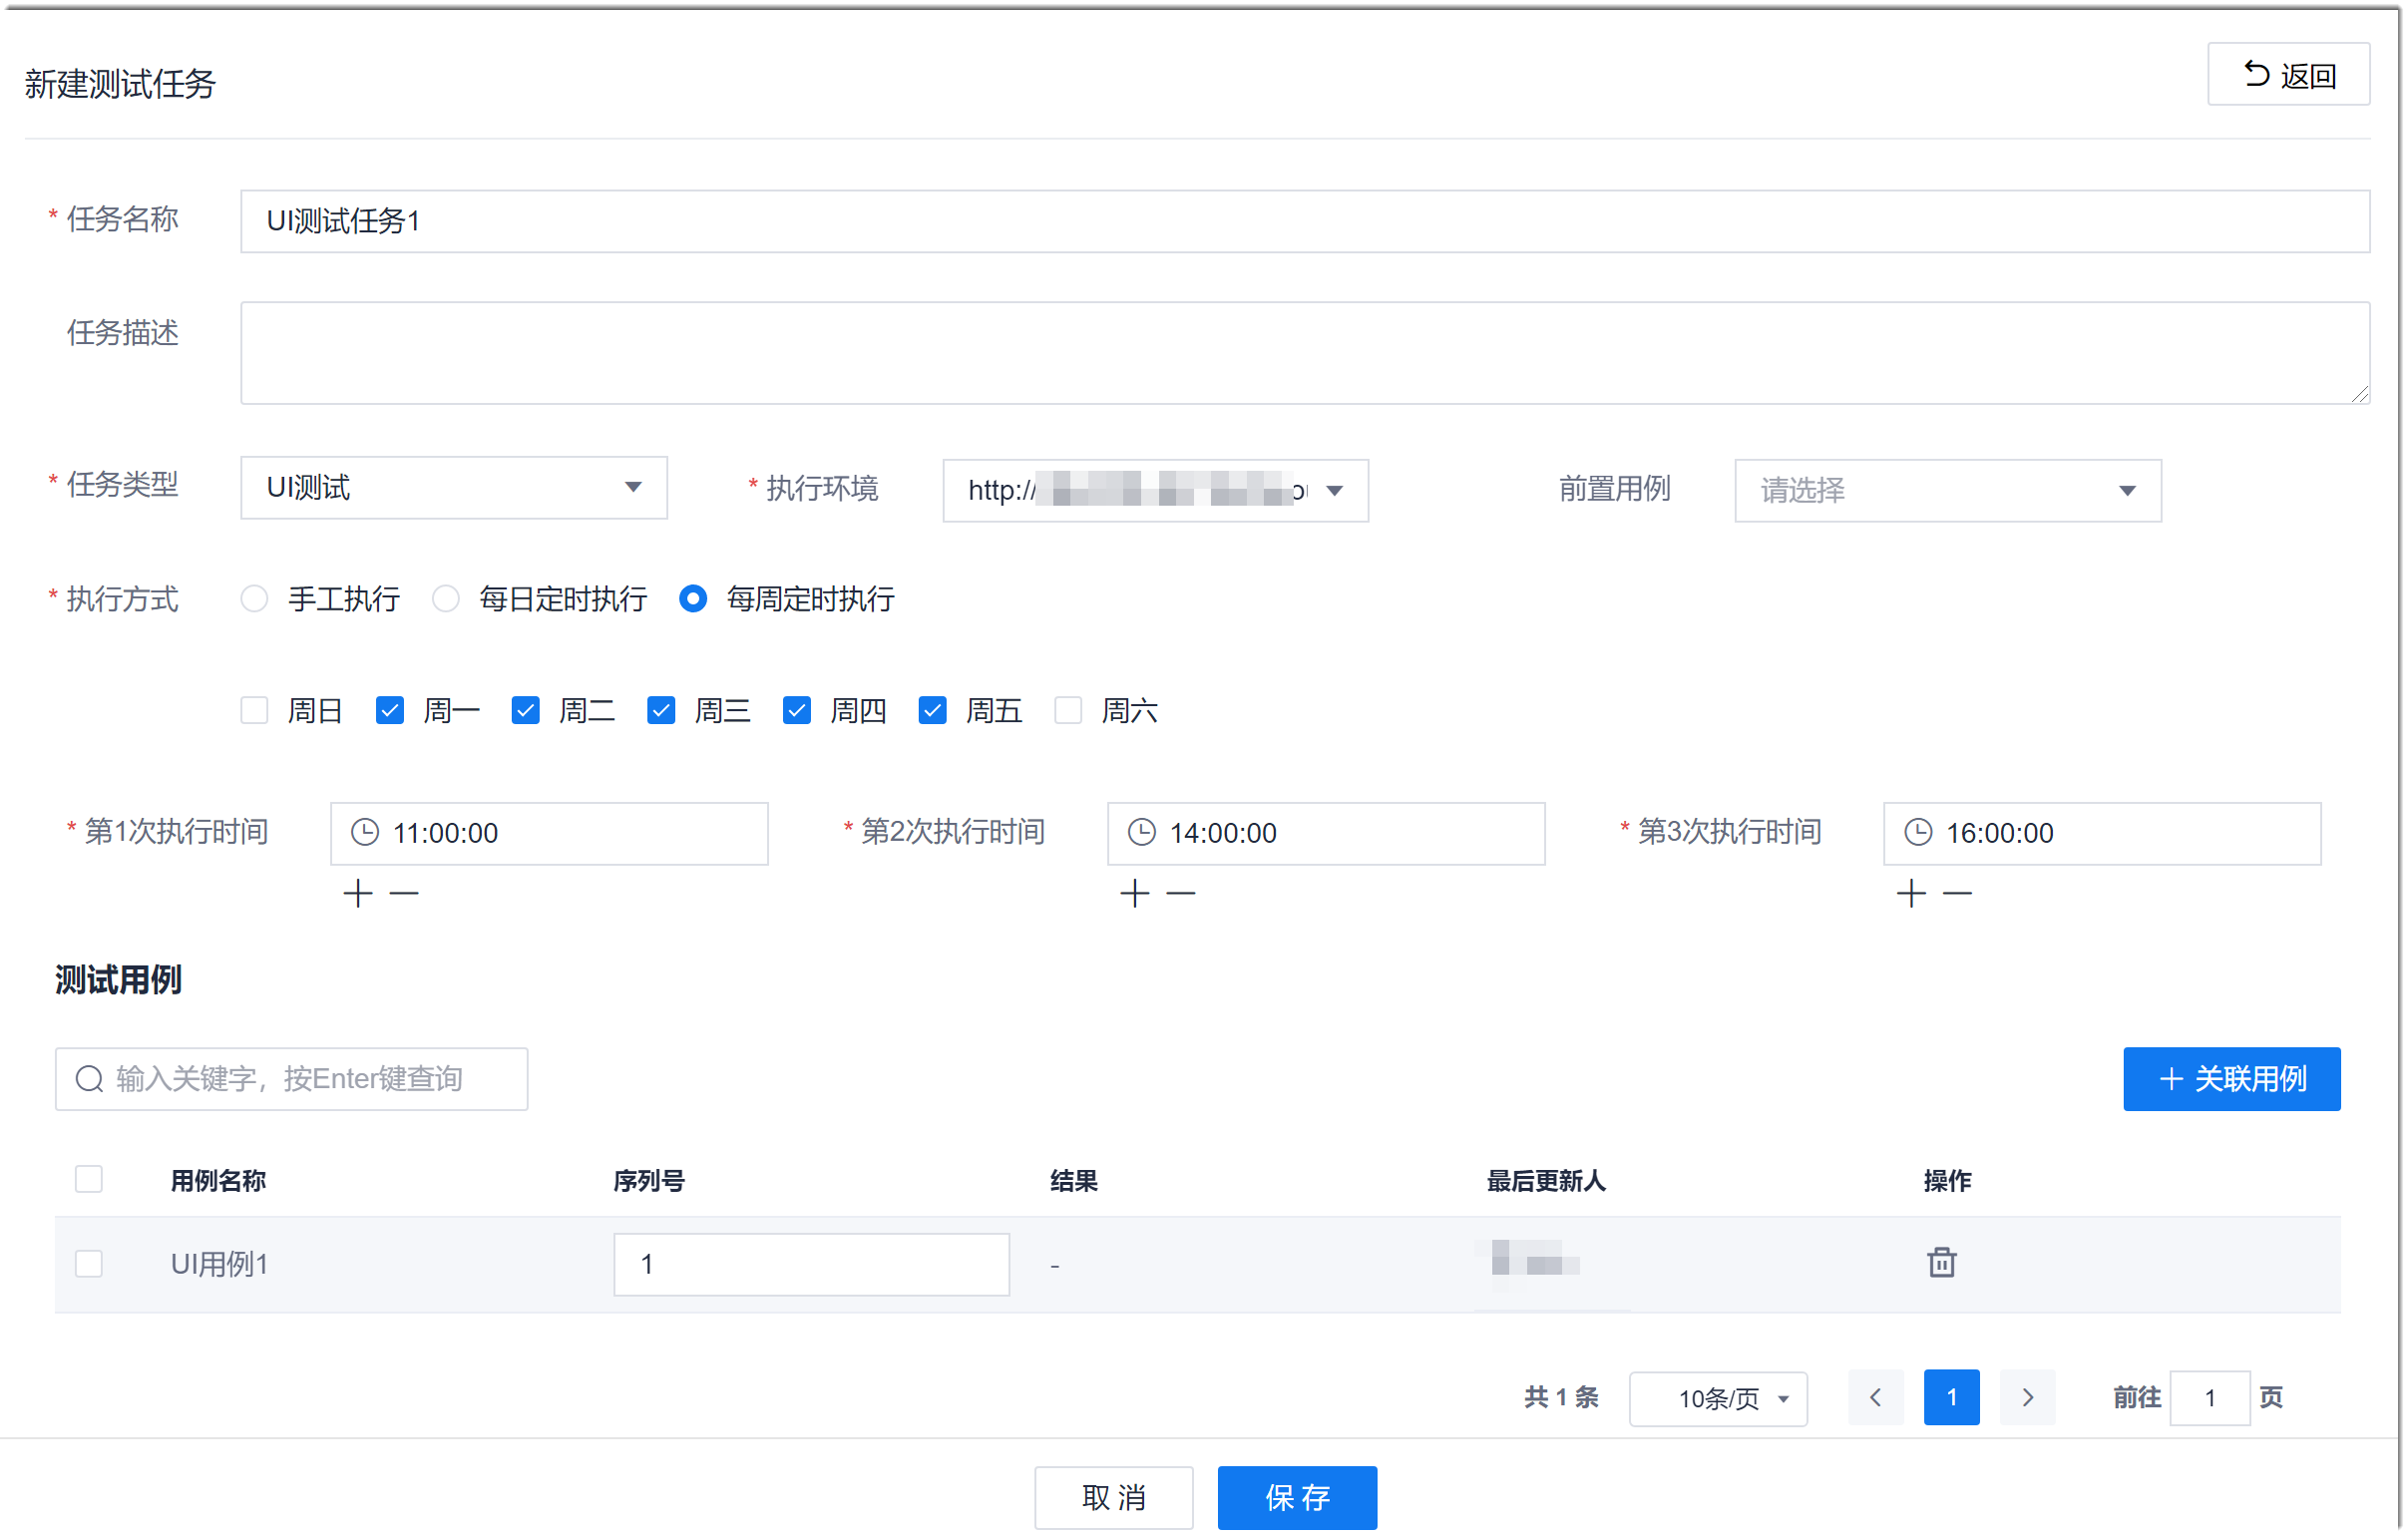 新建测试任务
返回
* 任务名称 UI测试任务1
任务描述
* 任务类型 UI测试 * 执行环境 http:// 前置用例 请选择
* 执行方式 手工执行 每日定时执行 每周定时执行
周日 周一 周二 周三 周四 周五 周六
* 第1次执行时间 11:00:00 * 第2次执行时间 14:00:00 * 第3次执行时间 16:00:00
测试用例
输入关键字，按Enter键查询 关联用例
用例名称 序列号 结果 最后更新人 操作
UI用例1 1 -
共 1 条 10条/页 1 前往 1 页
取 消 保 存